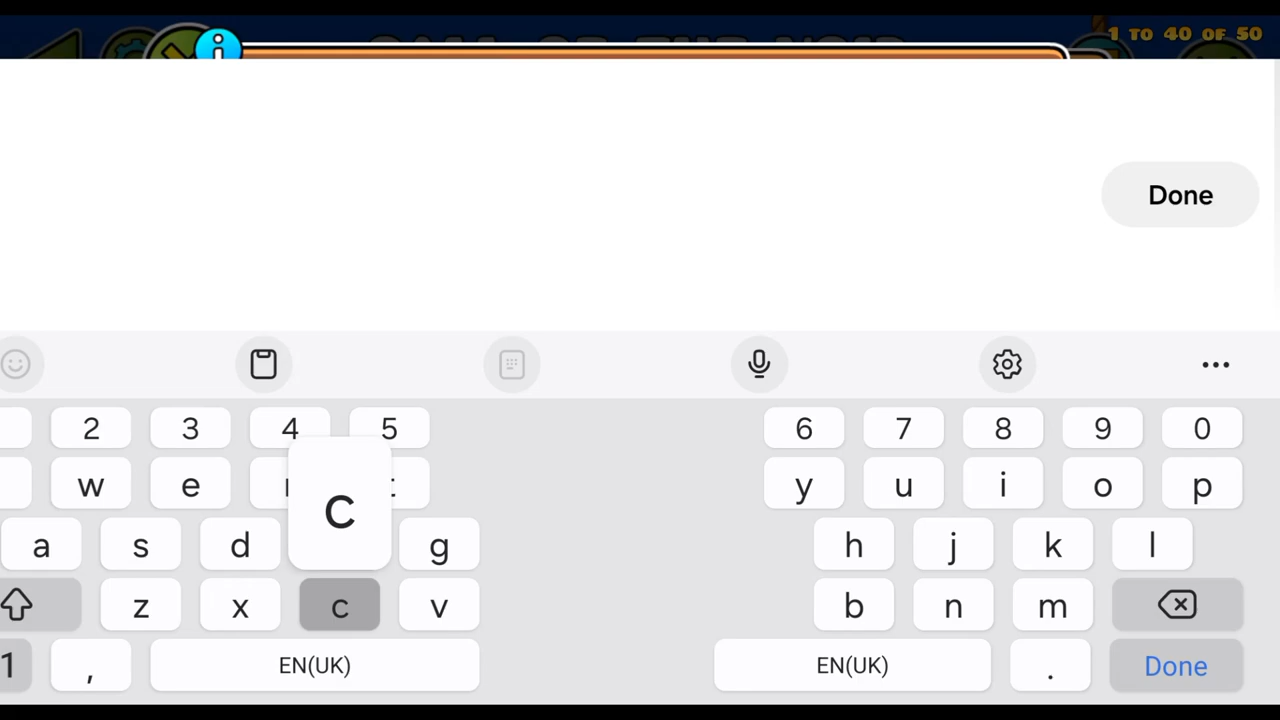 1 TO 40 OF 50
Done
2 3 4 5 6 7 8 9 0
w e y u i o p
C
a s d g h j k l
z x c v b n m
1 , EN(UK) EN(UK) . Done